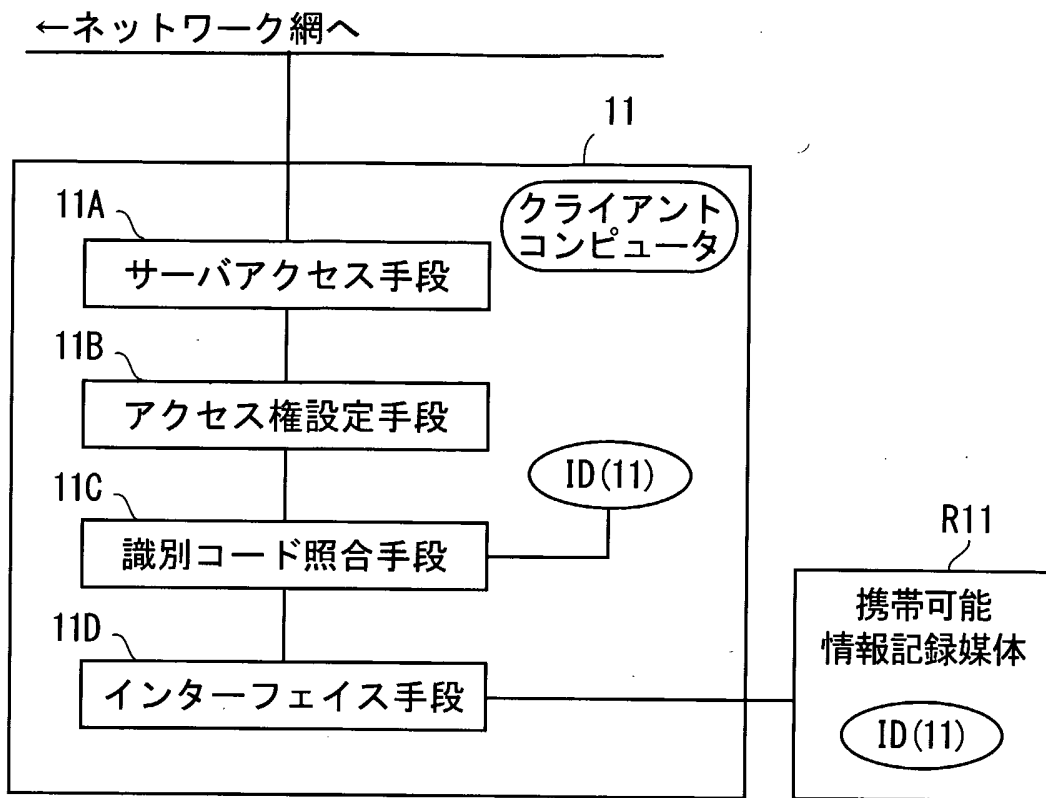 ←ネットワーク網へ
11
クライアント
コンピュータ
11A
サーバアクセス手段
11B
アクセス権設定手段
ID(11)
11C
識別コード照合手段
R11
携帯可能
情報記録媒体
11D
インターフェイス手段
ID(11)